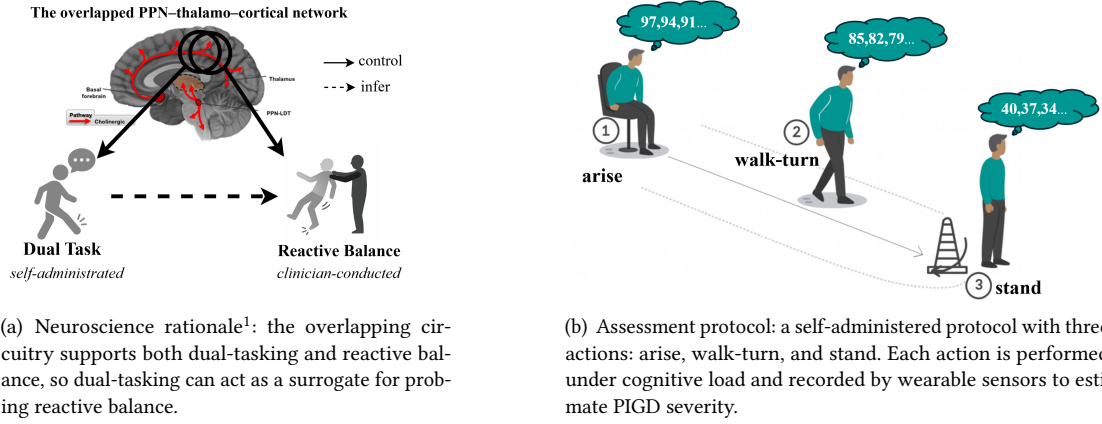 The overlapped PPN–thalamo–cortical network
control
infer
Basal
forebrain
Thalamus
PPN-LDT
Pathway
Cholinergic
Dual Task
self-administrated
Reactive Balance
clinician-conducted
(a) Neuroscience rationale1: the overlapping cir-
cuitry supports both dual-tasking and reactive bal-
ance, so dual-tasking can act as a surrogate for prob-
ing reactive balance.
97,94,91...
85,82,79...
40,37,34...
1
arise
2
walk-turn
3
stand
(b) Assessment protocol: a self-administered protocol with three
actions: arise, walk-turn, and stand. Each action is performed
under cognitive load and recorded by wearable sensors to esti-
mate PIGD severity.